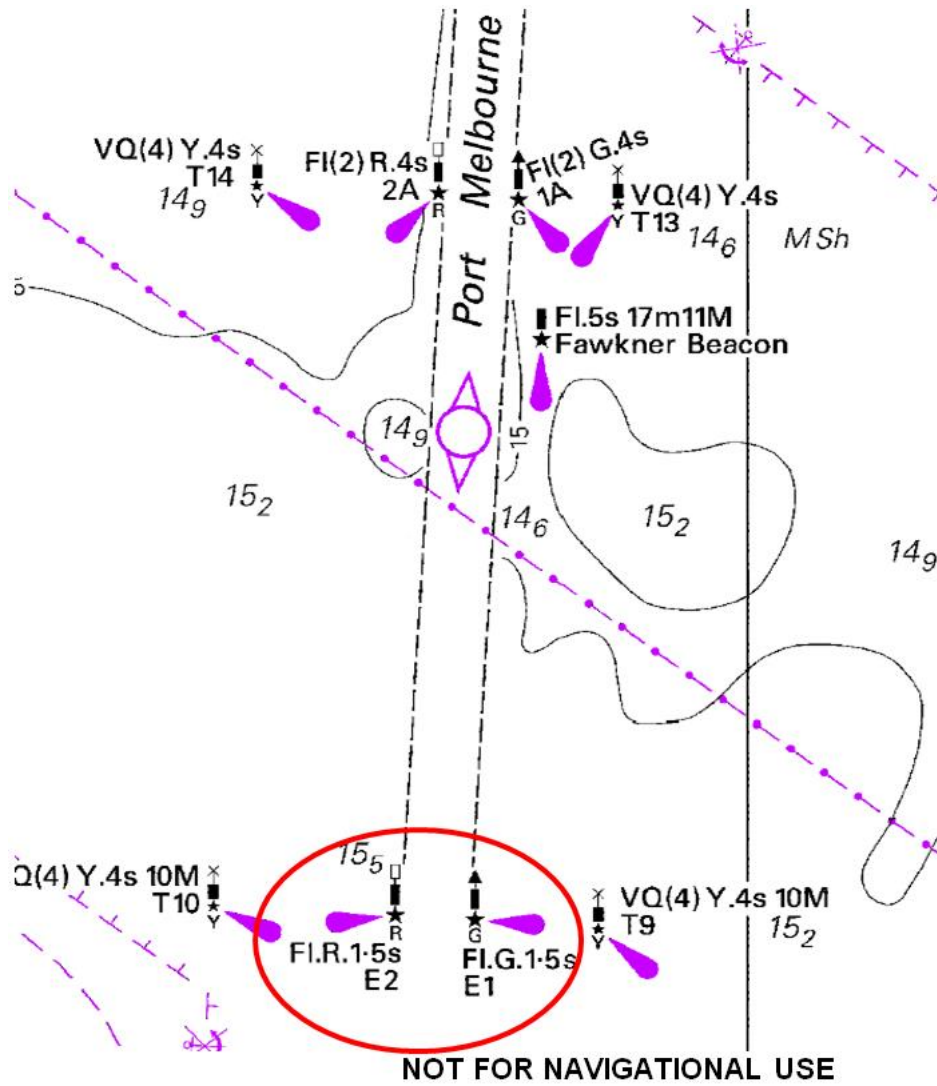 VQ(4) Y.4s
T14
Y
14₉
Fl(2) R.4s
2A
R
Port Melbourne
Fl(2) G.4s
1A
G
VQ(4) Y.4s
T13
Y
14₆
MSh
Fl.5s 17m11M
Fawkner Beacon
14₉
15
15₂
14₆
15₂
14₉
15₅
Q(4) Y.4s 10M
T10
Y
R
Fl.R.1·5s
E2
G
Fl.G.1·5s
E1
VQ(4) Y.4s 10M
T9
Y
15₂
NOT FOR NAVIGATIONAL USE